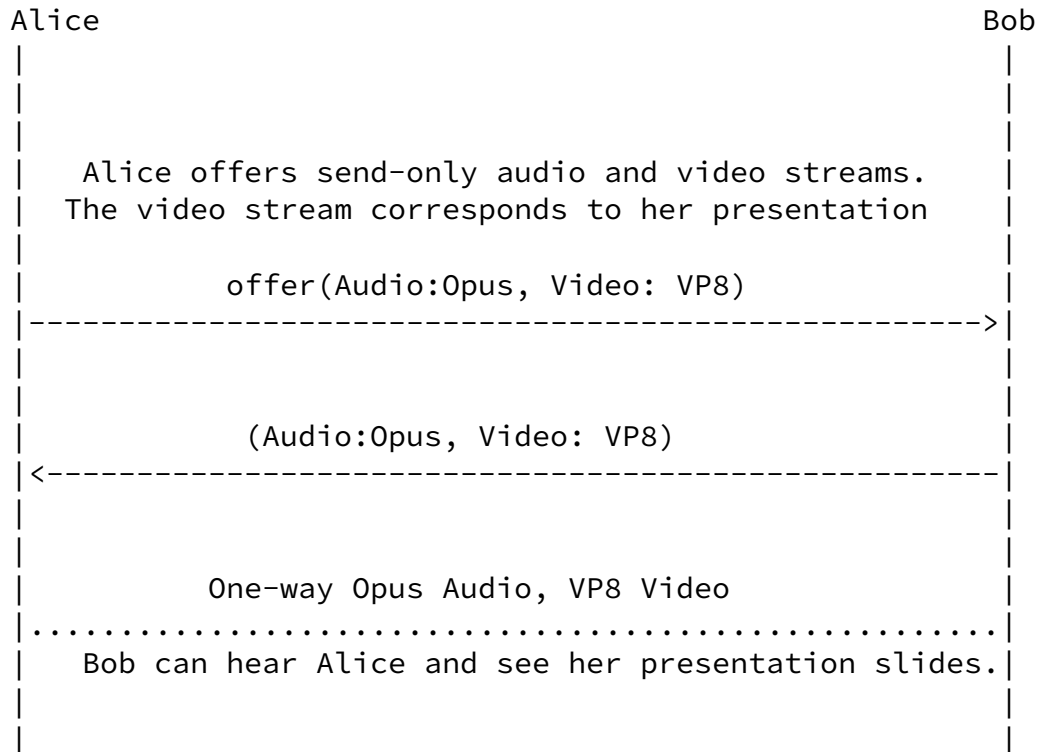 Alice Bob
Alice offers send-only audio and video streams.
The video stream corresponds to her presentation
offer(Audio:Opus, Video: VP8)
(Audio:Opus, Video: VP8)
One-way Opus Audio, VP8 Video
Bob can hear Alice and see her presentation slides.